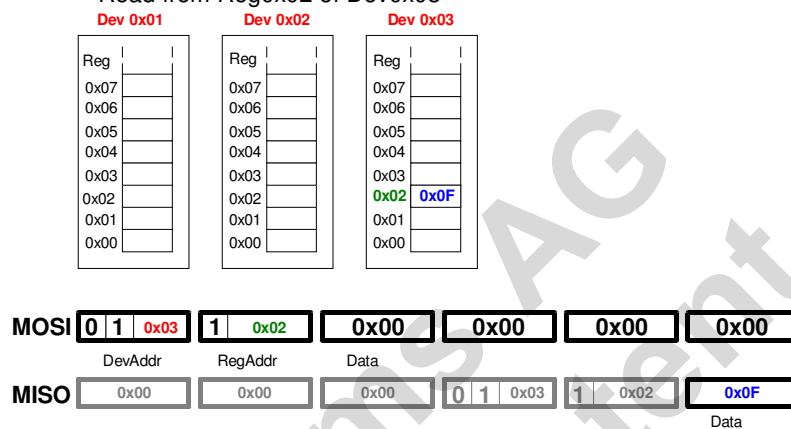 Read from Reg0x02 of Dev0x03
Dev 0x01 Dev 0x02 Dev 0x03
Reg Reg Reg
0x07 0x07 0x07
0x06 0x06 0x06
0x05 0x05 0x05
0x04 0x04 0x04
0x03 0x03 0x03
0x02 0x02 0x02 0x0F
0x01 0x01 0x01
0x00 0x00 0x00
MOSI 0 1 0x03 1 0x02 0x00 0x00 0x00 0x00
DevAddr RegAddr Data
MISO 0x00 0x00 0x00 0 1 0x03 1 0x02 0x0F
Data
ms AG
tent